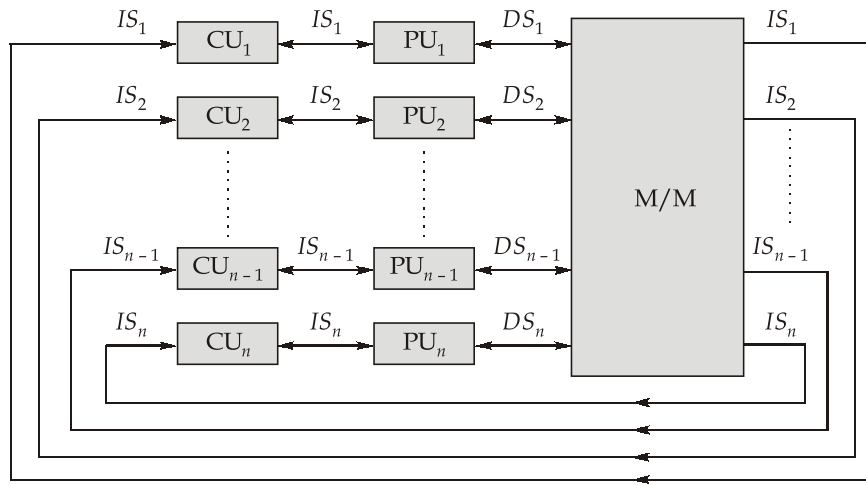 IS₁ CU₁ IS₁ PU₁ DS₁ IS₁
IS₂ CU₂ IS₂ PU₂ DS₂ IS₂
M/M
ISₙ₋₁ CUₙ₋₁ ISₙ₋₁ PUₙ₋₁ DSₙ₋₁ ISₙ₋₁
ISₙ CUₙ ISₙ PUₙ DSₙ ISₙ